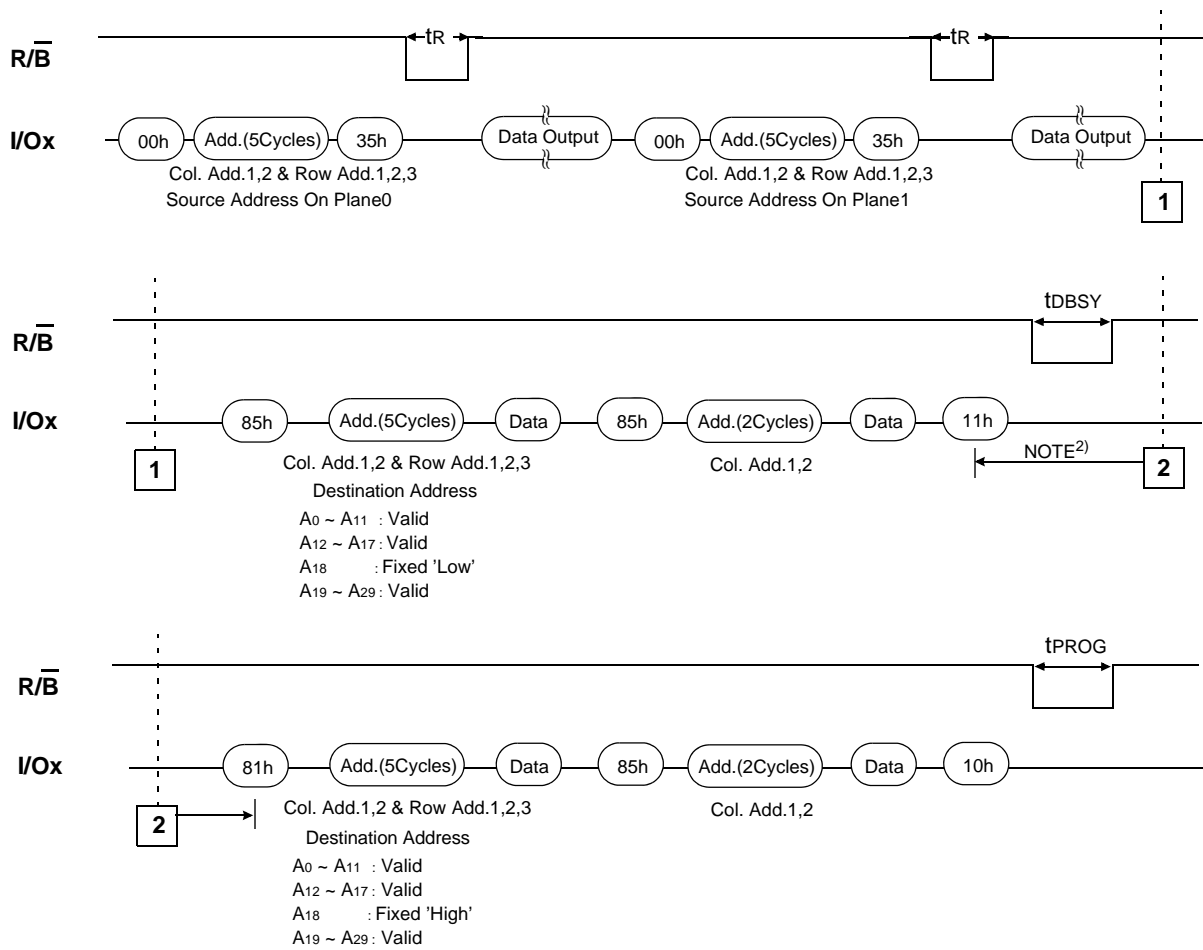 R/B
tR
tR
I/Ox
00h
Add.(5Cycles)
35h
Data Output
00h
Add.(5Cycles)
35h
Data Output
Col. Add.1,2 & Row Add.1,2,3
Source Address On Plane0
Col. Add.1,2 & Row Add.1,2,3
Source Address On Plane1
1
R/B
tDBSY
I/Ox
85h
Add.(5Cycles)
Data
85h
Add.(2Cycles)
Data
11h
1
Col. Add.1,2 & Row Add.1,2,3
Destination Address
A0 ~ A11 : Valid
A12 ~ A17 : Valid
A18 : Fixed 'Low'
A19 ~ A29 : Valid
Col. Add.1,2
NOTE2)
2
R/B
tPROG
I/Ox
81h
Add.(5Cycles)
Data
85h
Add.(2Cycles)
Data
10h
2
Col. Add.1,2 & Row Add.1,2,3
Destination Address
A0 ~ A11 : Valid
A12 ~ A17 : Valid
A18 : Fixed 'High'
A19 ~ A29 : Valid
Col. Add.1,2